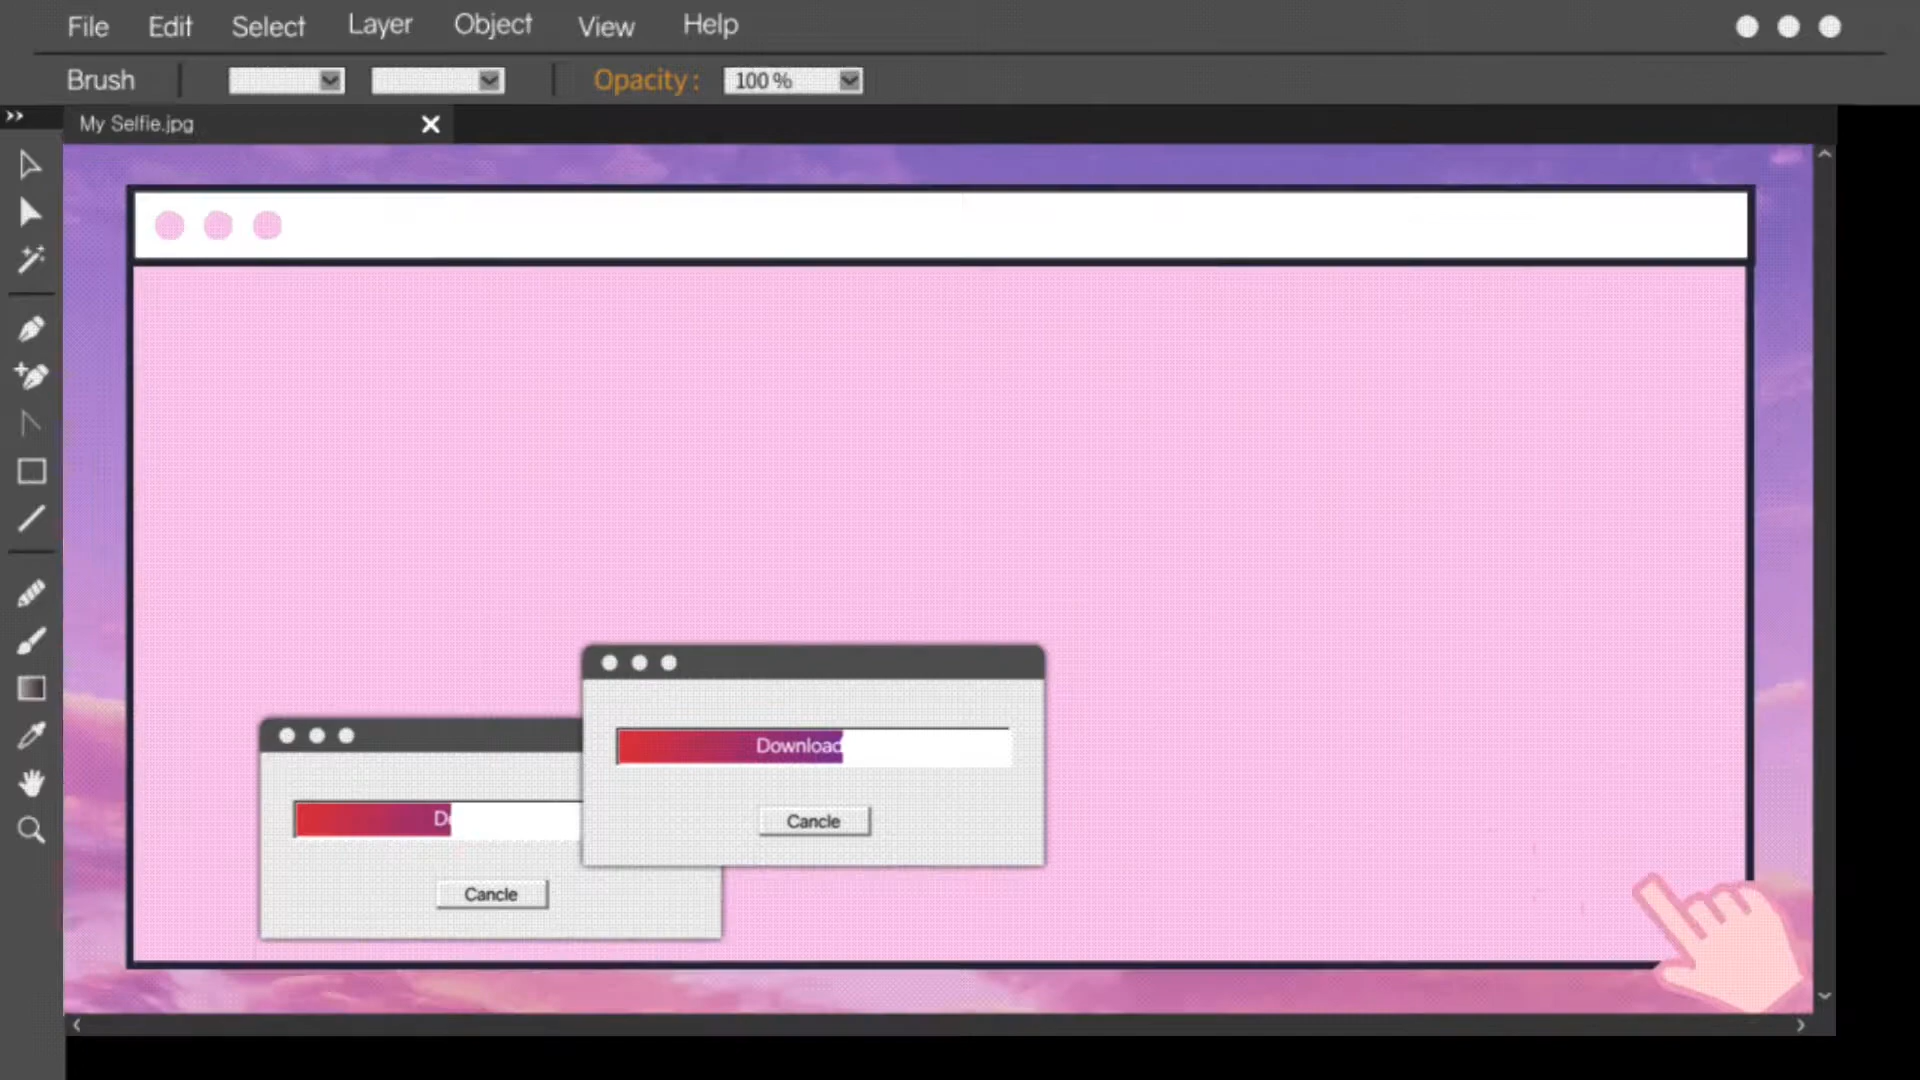 File Edit Select Layer Object View Help
Brush Opacity : 100 %
My Selfie.jpg
Download
Cancle
Cancle